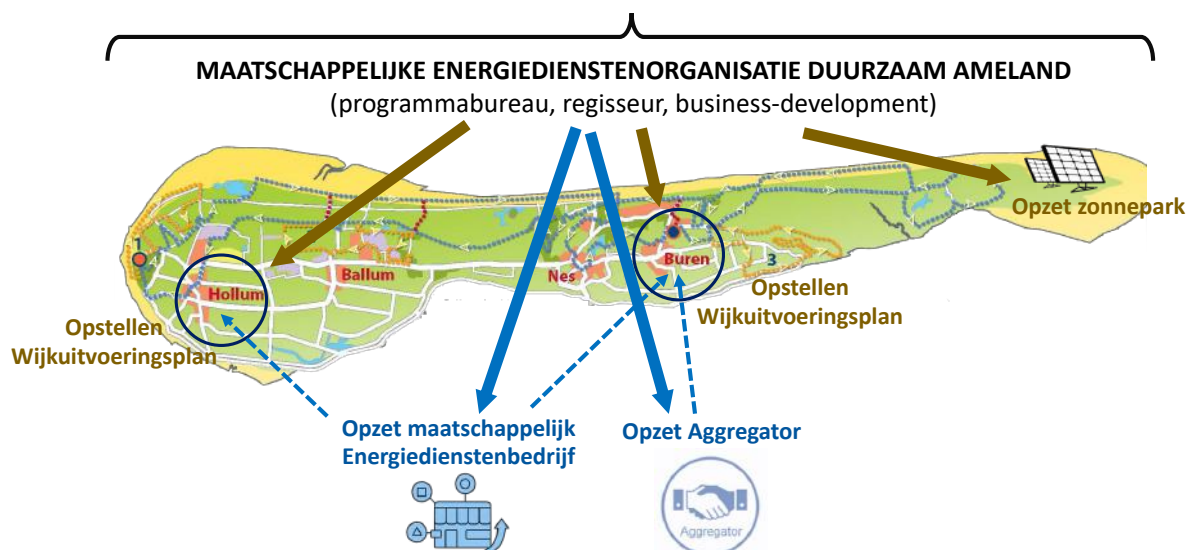 MAATSCHAPPELIJKE ENERGIEDIENSTENORGANISATIE DUURZAAM AMELAND
(programmabureau, regisseur, business-development)
Opzet zonnepark
1
Hollum
Ballum
Nes
Buren
3
Opstellen
Wijkuitvoeringsplan
Opstellen
Wijkuitvoeringsplan
Opzet maatschappelijk
Energiedienstenbedrijf
Opzet Aggregator
Aggregator